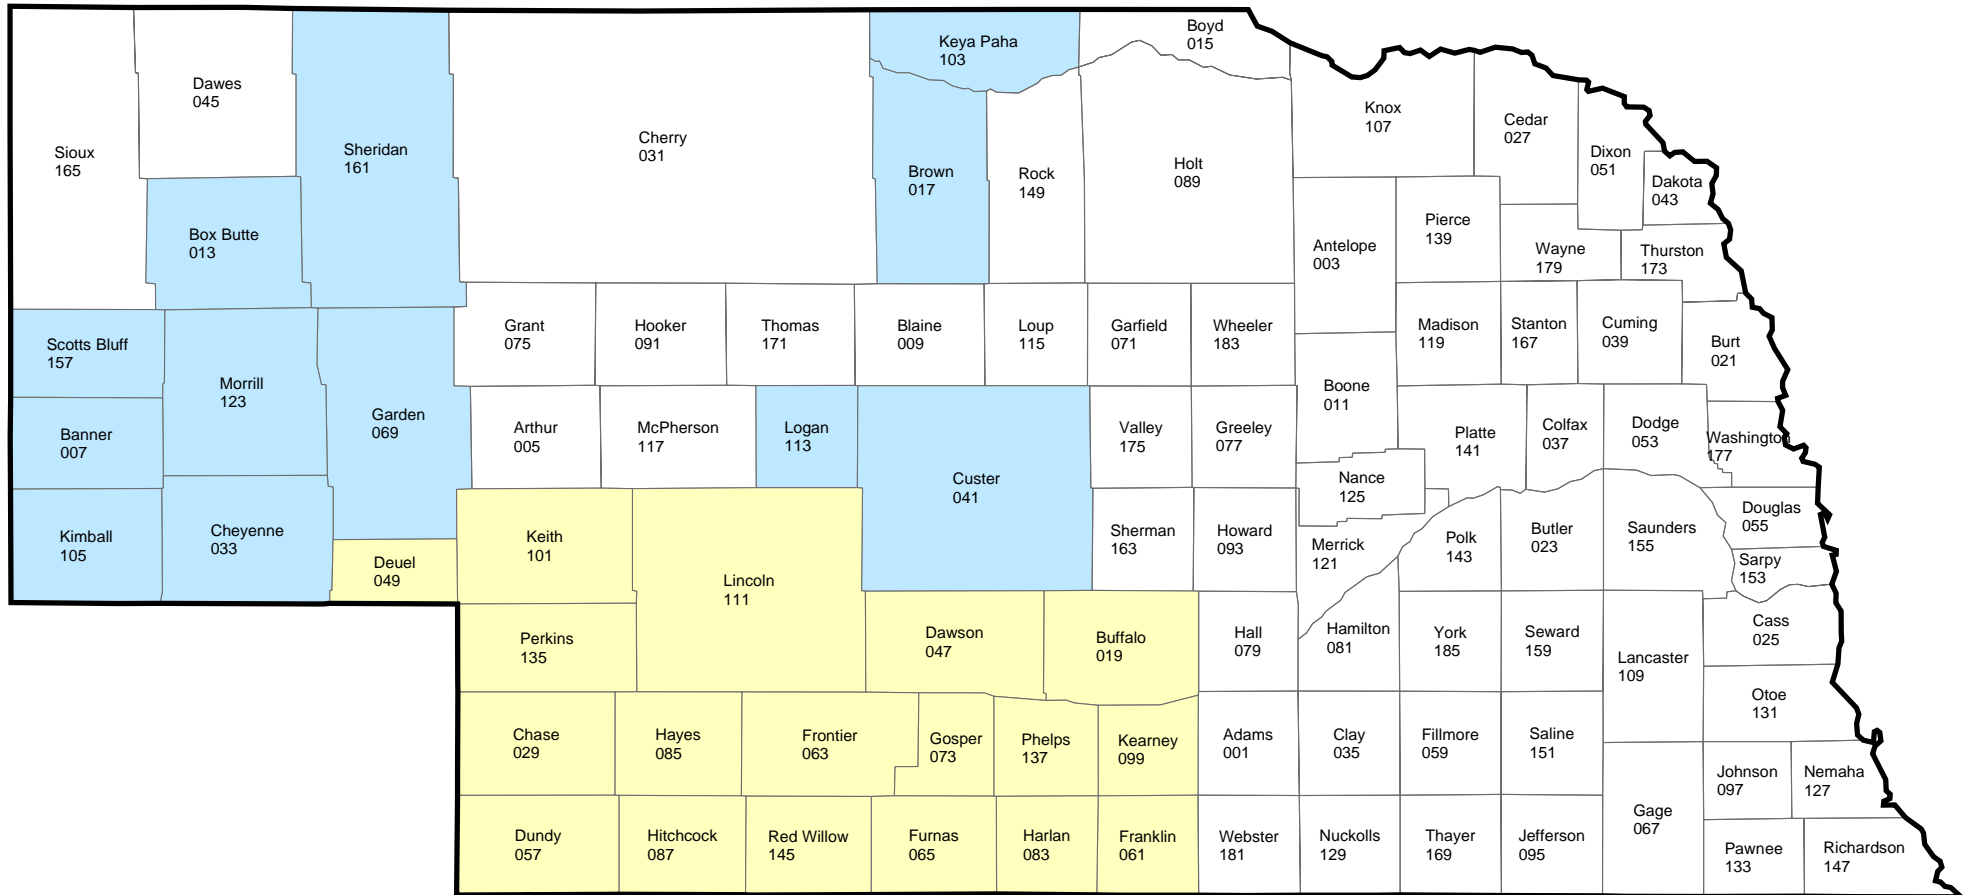 Boyd
015
Keya Paha
103
Dawes
045
Knox
107
Cedar
027
Sioux
165
Sheridan
161
Cherry
031
Brown
017
Rock
149
Holt
089
Dixon
051
Dakota
043
Box Butte
013
Pierce
139
Antelope
003
Wayne
179
Thurston
173
Scotts Bluff
157
Grant
075
Hooker
091
Thomas
171
Blaine
009
Loup
115
Garfield
071
Wheeler
183
Madison
119
Stanton
167
Cuming
039
Burt
021
Morrill
123
Boone
011
Garden
069
Banner
007
Arthur
005
McPherson
117
Logan
113
Valley
175
Greeley
077
Platte
141
Colfax
037
Dodge
053
Washington
177
Custer
041
Nance
125
Kimball
105
Cheyenne
033
Keith
101
Sherman
163
Howard
093
Merrick
121
Polk
143
Butler
023
Saunders
155
Douglas
055
Deuel
049
Lincoln
111
Sarpy
153
Perkins
135
Dawson
047
Buffalo
019
Hall
079
Hamilton
081
York
185
Seward
159
Cass
025
Lancaster
109
Otoe
131
Chase
029
Hayes
085
Frontier
063
Gosper
073
Phelps
137
Kearney
099
Adams
001
Clay
035
Fillmore
059
Saline
151
Johnson
097
Nemaha
127
Gage
067
Dundy
057
Hitchcock
087
Red Willow
145
Furnas
065
Harlan
083
Franklin
061
Webster
181
Nuckolls
129
Thayer
169
Jefferson
095
Pawnee
133
Richardson
147